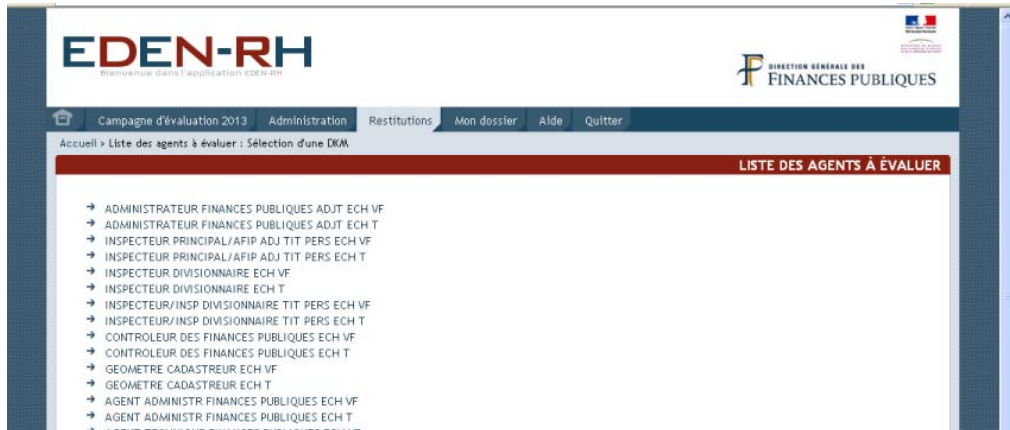 EDEN-RH
Bienvenue dans l'application EDEN-RH
DIRECTION GÉNÉRALE DES
FINANCES PUBLIQUES
Campagne d'évaluation 2013 Administration Restitutions Mon dossier Aide Quitter
Accueil > Liste des agents à évaluer : Sélection d'une DKM
LISTE DES AGENTS À ÉVALUER
ADMINISTRATEUR FINANCES PUBLIQUES ADJT ECH VF
ADMINISTRATEUR FINANCES PUBLIQUES ADJT ECH T
INSPECTEUR PRINCIPAL/AFIP ADJ TIT PERS ECH VF
INSPECTEUR PRINCIPAL/AFIP ADJ TIT PERS ECH T
INSPECTEUR DIVISIONNAIRE ECH VF
INSPECTEUR DIVISIONNAIRE ECH T
INSPECTEUR/INSP DIVISIONNAIRE TIT PERS ECH VF
INSPECTEUR/INSP DIVISIONNAIRE TIT PERS ECH T
CONTROLEUR DES FINANCES PUBLIQUES ECH VF
CONTROLEUR DES FINANCES PUBLIQUES ECH T
GEOMETRE CADASTREUR ECH VF
GEOMETRE CADASTREUR ECH T
AGENT ADMINISTR FINANCES PUBLIQUES ECH VF
AGENT ADMINISTR FINANCES PUBLIQUES ECH T